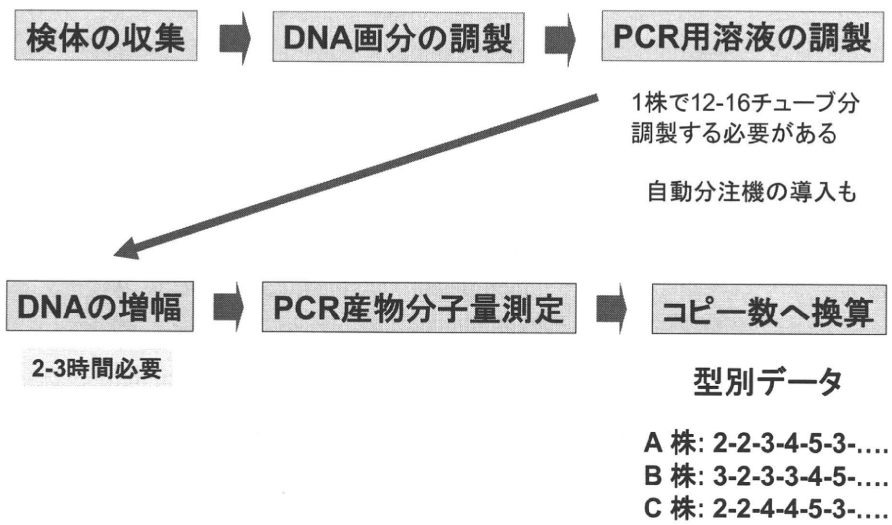 検体の収集
DNA画分の調製
PCR用溶液の調製
1株で12-16チューブ分
調製する必要がある
自動分注機の導入も
DNAの増幅
PCR産物分子量測定
コピー数へ換算
2-3時間必要
型別データ
A 株: 2-2-3-4-5-3-....
B 株: 3-2-3-3-4-5-....
C 株: 2-2-4-4-5-3-....